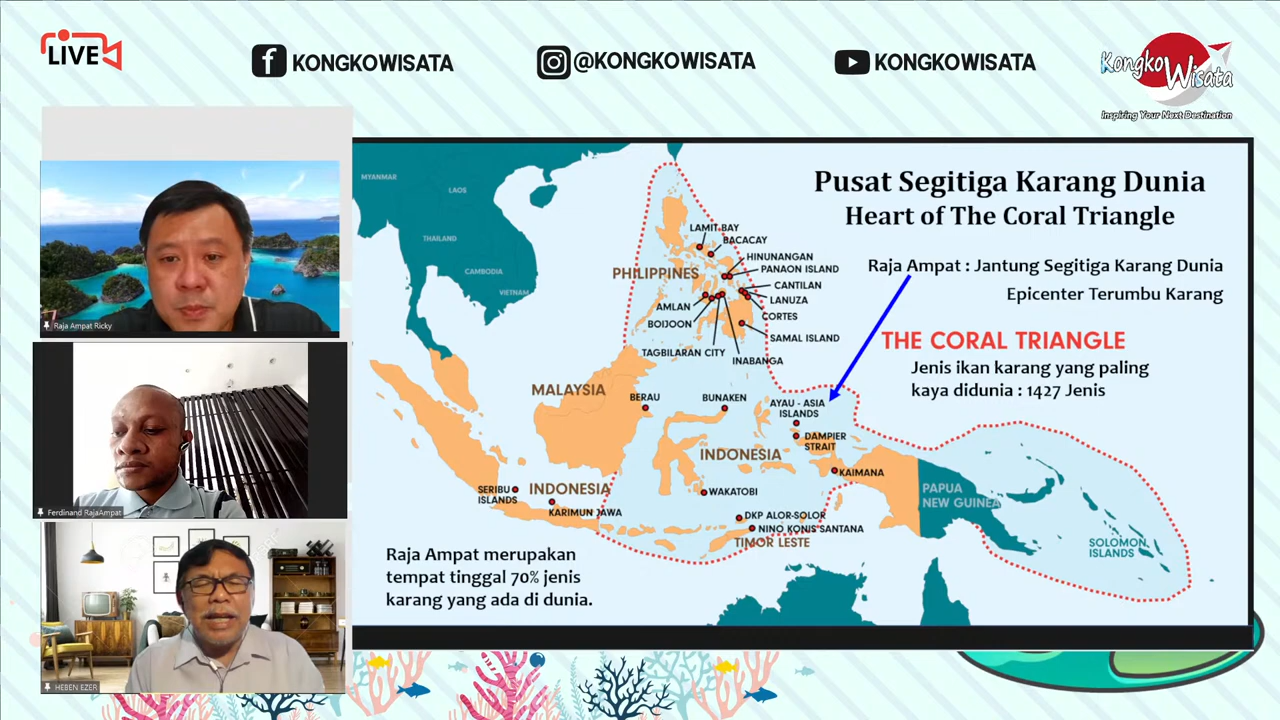 LIVE
KONGKOWISATA
@KONGKOWISATA
KONGKOWISATA
Kongko Wisata
Inspiring Your Next Destination
Raja Ampat Ricky
Ferdinand RajaAmpat
HEBEN EZER
Pusat Segitiga Karang Dunia
Heart of The Coral Triangle
Raja Ampat : Jantung Segitiga Karang Dunia
Epicenter Terumbu Karang
THE CORAL TRIANGLE
Jenis ikan karang yang paling
kaya didunia : 1427 Jenis
MYANMAR
LAOS
THAILAND
CAMBODIA
VIETNAM
PHILIPPINES
LAMIT BAY
BACACAY
HINUNANGAN
PANAON ISLAND
CANTILAN
LANUZA
CORTES
SAMAL ISLAND
AMLAN
BOIJOON
TAGBILARAN CITY
INABANGA
MALAYSIA
BERAU
BUNAKEN
AYAU - ASIA
ISLANDS
DAMPIER
STRAIT
INDONESIA
KAIMANA
SERIBU
ISLANDS
INDONESIA
KARIMUN JAWA
WAKATOBI
DKP ALOR-SOLOR
NINO KONIS SANTANA
TIMOR LESTE
PAPUA
NEW GUINEA
SOLOMON
ISLANDS
Raja Ampat merupakan
tempat tinggal 70% jenis
karang yang ada di dunia.